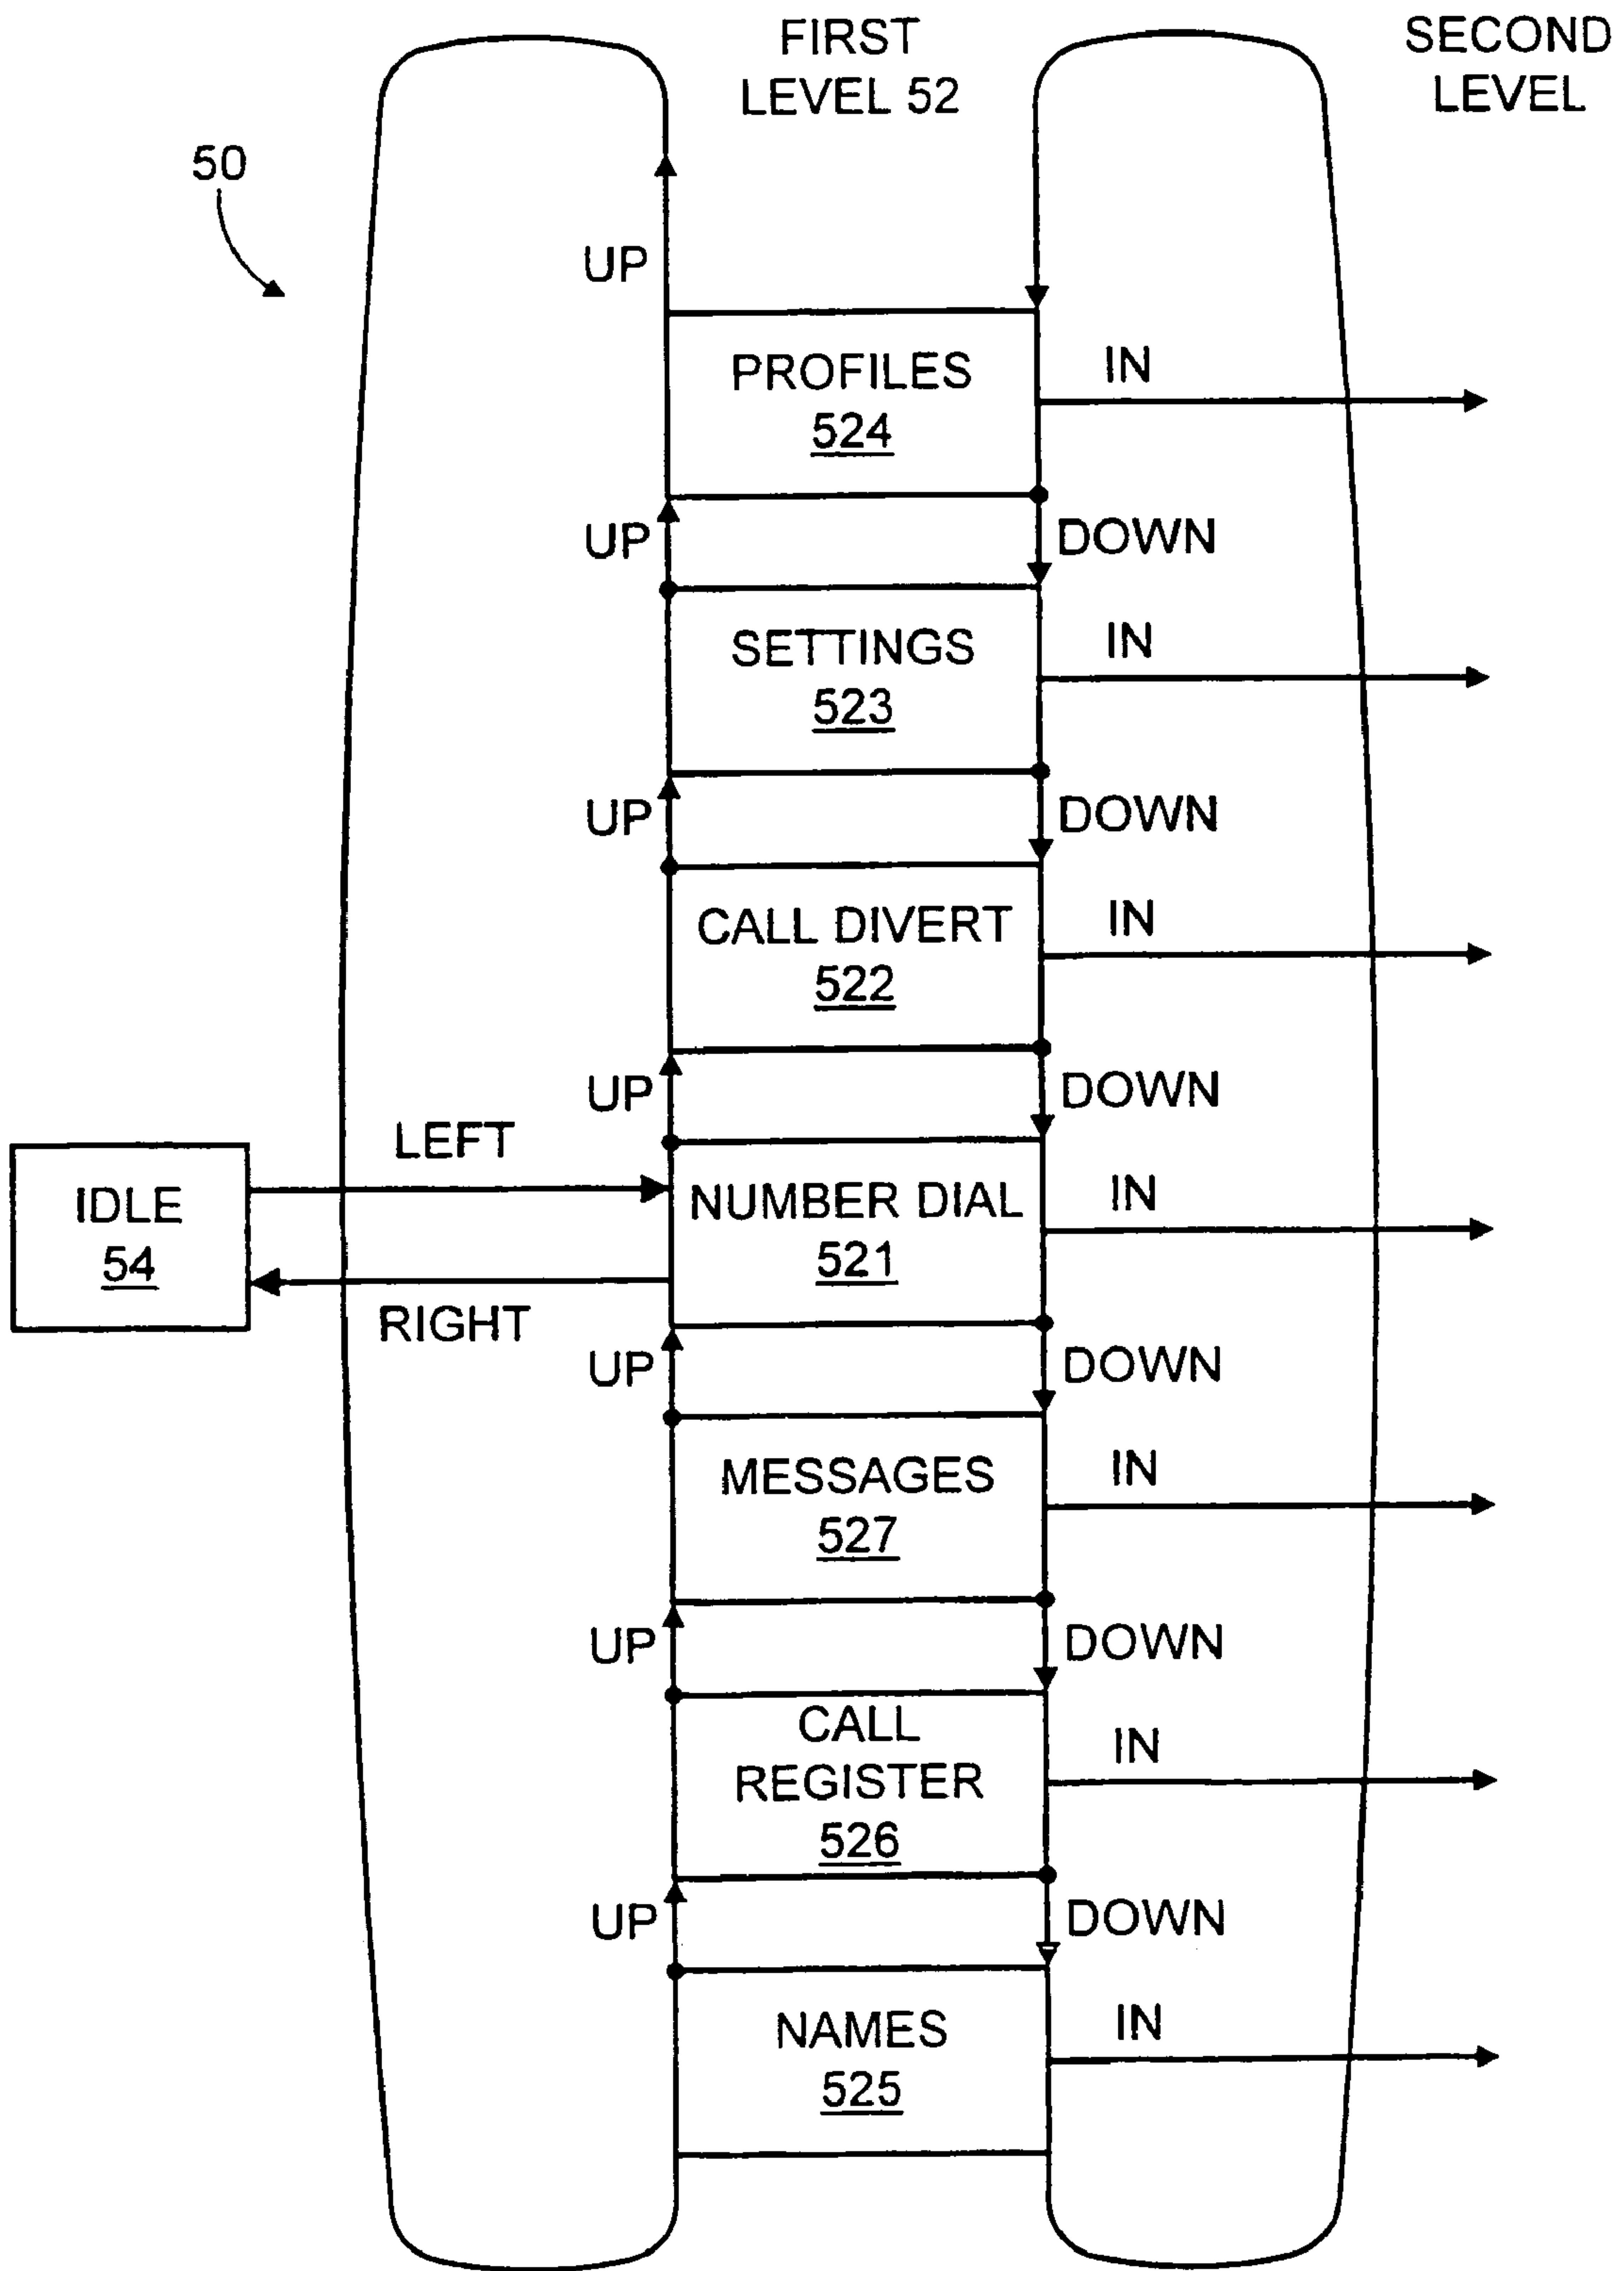 FIRST
LEVEL 52
SECOND
LEVEL
50
UP
PROFILES
524
IN
UP
DOWN
SETTINGS
523
IN
UP
DOWN
CALL DIVERT
522
IN
UP
DOWN
LEFT
IDLE
54
NUMBER DIAL
521
IN
RIGHT
UP
DOWN
MESSAGES
527
IN
UP
DOWN
CALL
REGISTER
526
IN
UP
DOWN
NAMES
525
IN